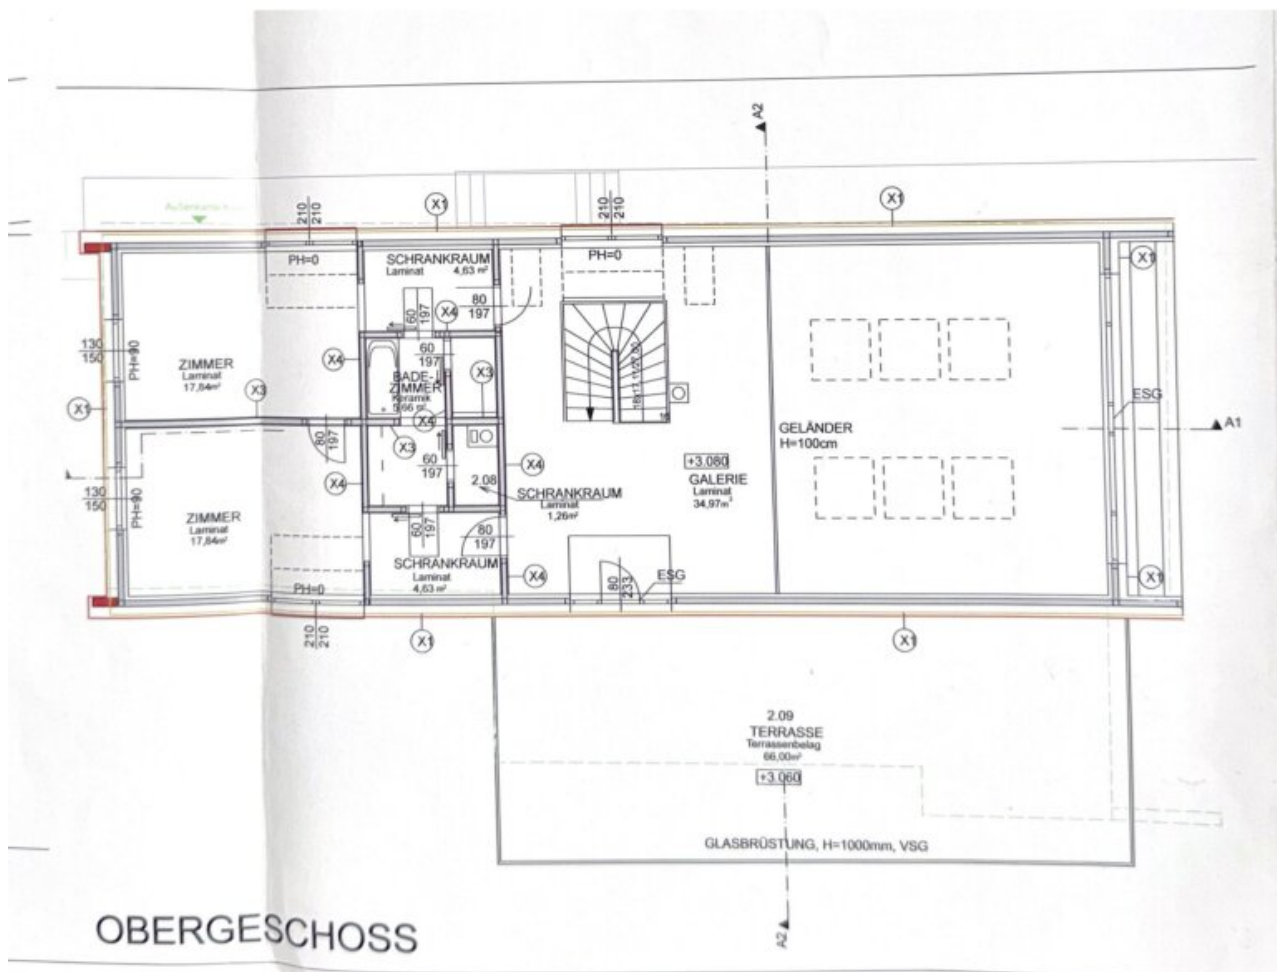 A2
X1
X1
210
210
210
210
PH=0
SCHRANKRAUM
Laminat 4,63 m²
PH=0
X1
80
197
60
197
X4
130
150
PH=90
ZIMMER
Laminat
17,84m²
X4
60
197
BADE-
ZIMMER
Keramik
5,66 m²
X3
X3
X1
X4
X3
80
197
ESG
A1
GELÄNDER
H=100cm
130
150
PH=90
X4
60
197
2.08
X4
+3.080
GALERIE
Laminat
34,97m²
SCHRANKRAUM
Laminat
1,26m²
ZIMMER
Laminat
17,84m²
60
197
80
197
SCHRANKRAUM
Laminat
4,63 m²
X4
80
233
ESG
X1
PH=0
210
210
X1
X1
2.09
TERRASSE
Terrassenbelag
66,00m²
+3.060
GLASBRÜSTUNG, H=1000mm, VSG
A2
OBERGESCHOSS